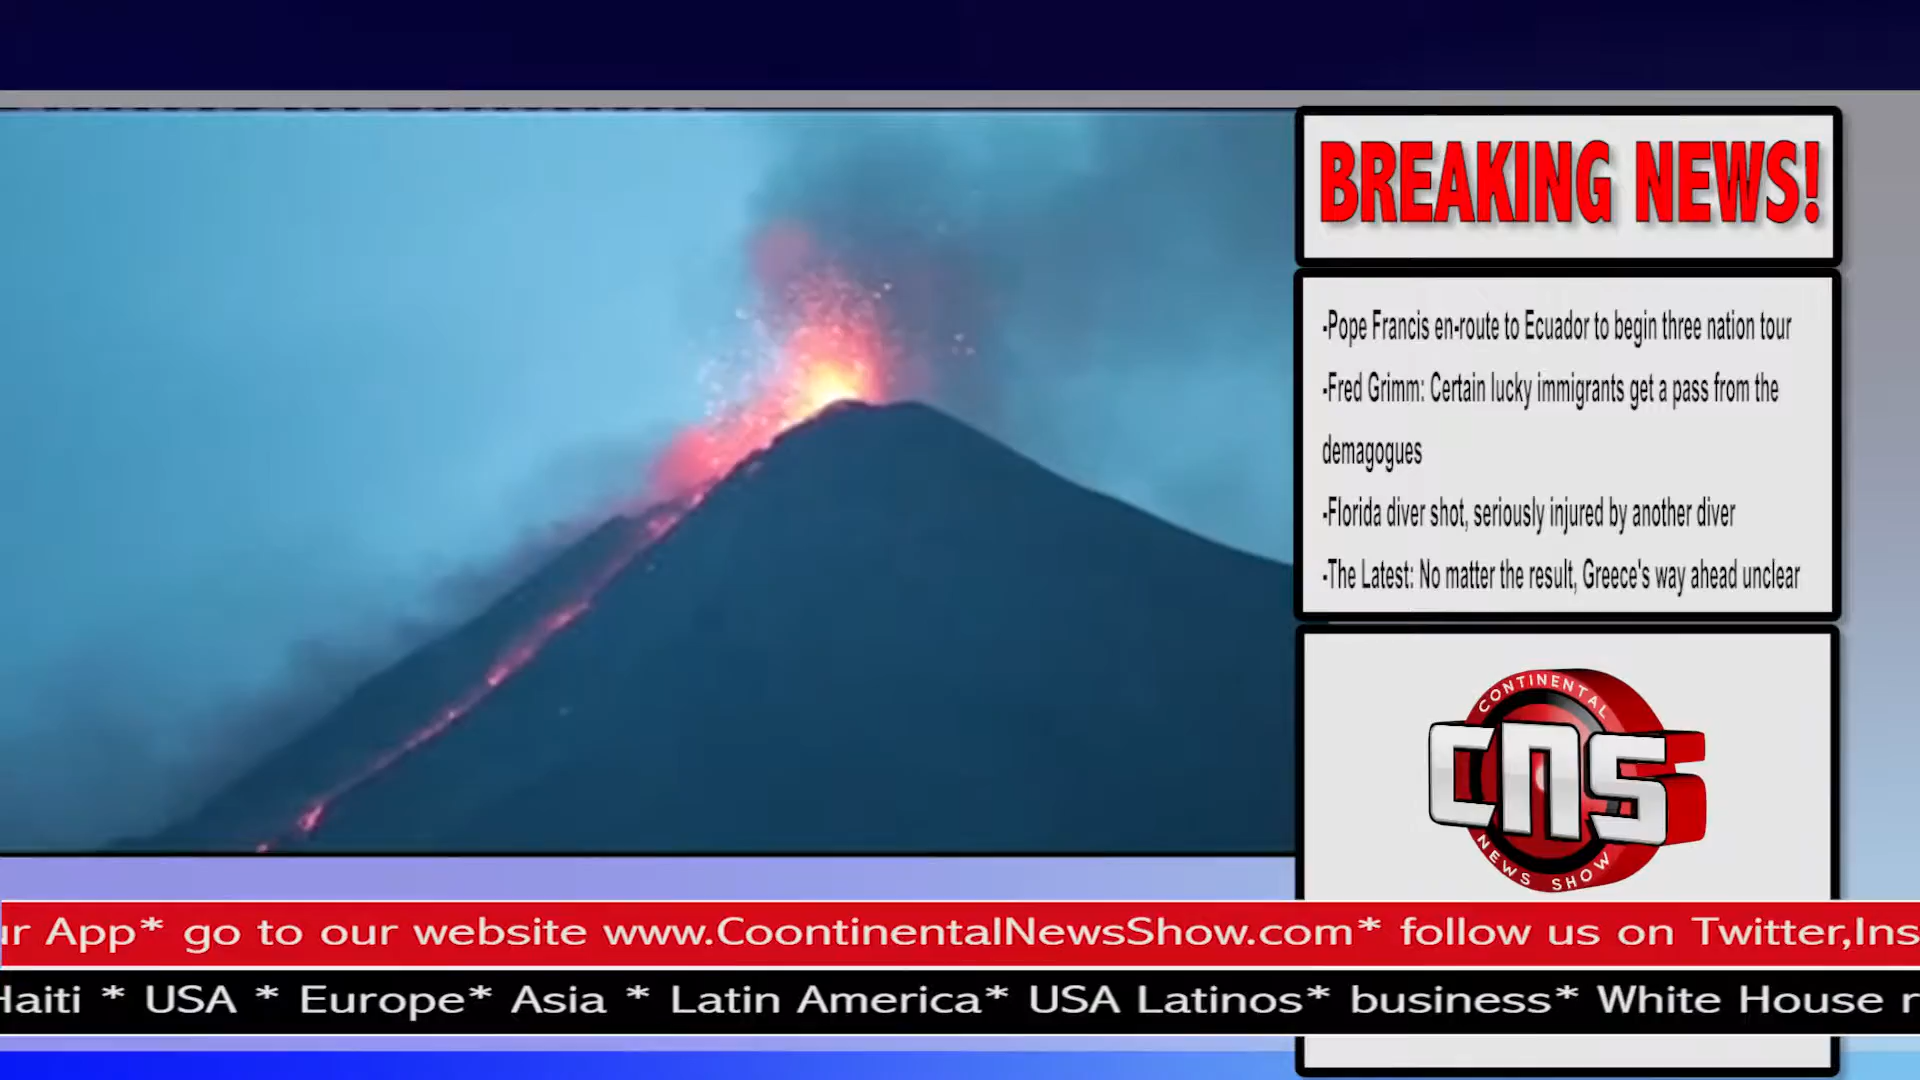 BREAKING NEWS!
-Pope Francis en-route to Ecuador to begin three nation tour
-Fred Grimm: Certain lucky immigrants get a pass from the
demagogues
-Florida diver shot, seriously injured by another diver
-The Latest: No matter the result, Greece's way ahead unclear
CONTINENTAL
CNS
NEWS SHOW
App* go to our website www.CoontinentalNewsShow.com* follow us on Twitter,Ins
Haiti * USA * Europe* Asia * Latin America* USA Latinos* business* White House